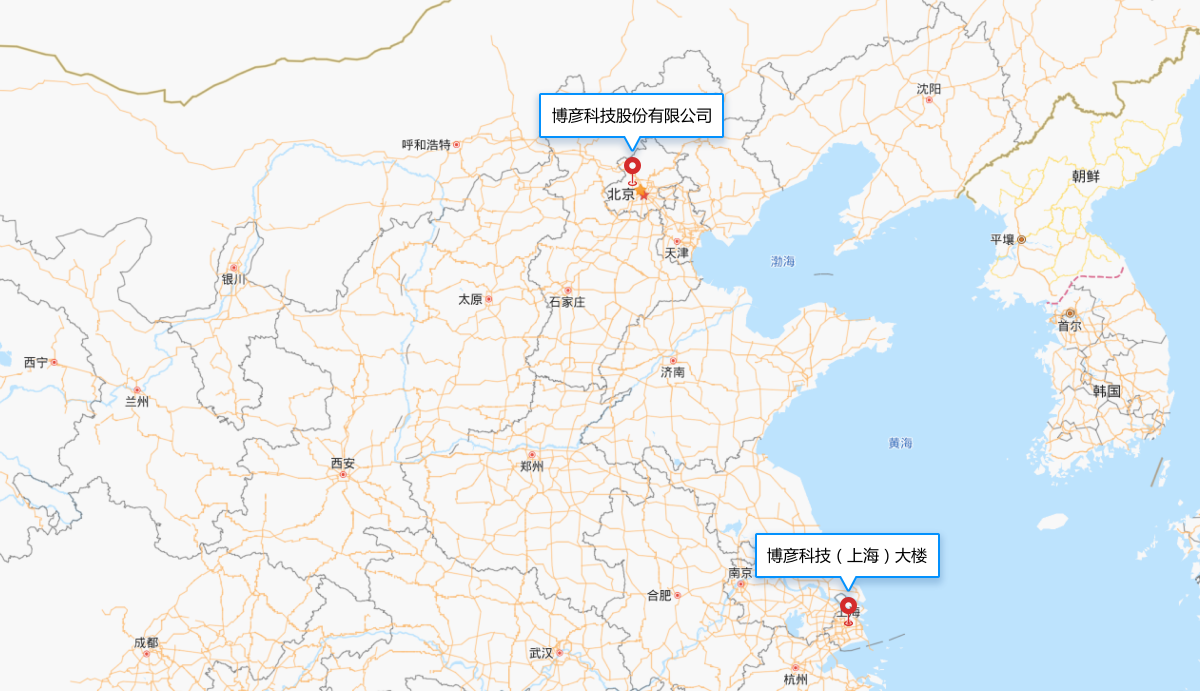 沈阳
博彦科技股份有限公司
呼和浩特
朝鲜
北京
平壤
天津
渤海
银川
太原
石家庄
首尔
西宁
济南
韩国
兰州
黄海
西安
郑州
博彦科技（上海）大楼
南京
合肥
上海
成都
武汉
杭州